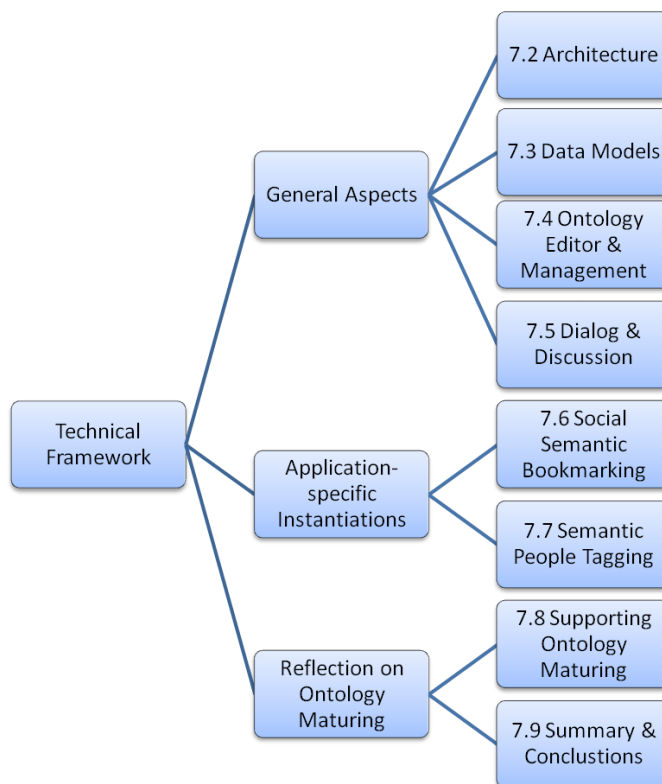 Technical
Framework
General Aspects
7.2 Architecture
7.3 Data Models
7.4 Ontology
Editor &
Management
7.5 Dialog &
Discussion
Application-
specific
Instantiations
7.6 Social
Semantic
Bookmarking
7.7 Semantic
People Tagging
Reflection on
Ontology
Maturing
7.8 Supporting
Ontology
Maturing
7.9 Summary &
Conclustions